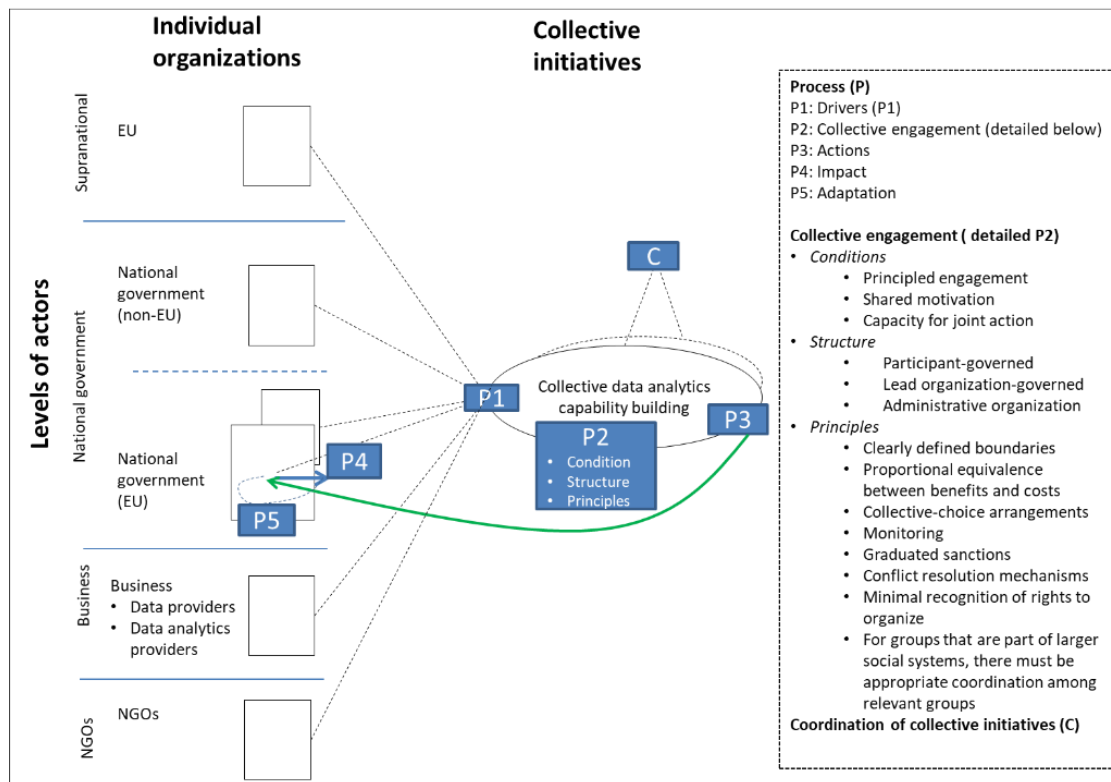 Individual
organizations
Collective
initiatives
Levels of actors
Supranational
EU
National government
National
government
(non-EU)
National
government
(EU)
Business
Business
• Data providers
• Data analytics
providers
NGOs
NGOs
P1
C
Collective data analytics
capability building
P2
• Condition
• Structure
• Principles
P3
P4
P5
Process (P)
P1: Drivers (P1)
P2: Collective engagement (detailed below)
P3: Actions
P4: Impact
P5: Adaptation
Collective engagement ( detailed P2)
• Conditions
• Principled engagement
• Shared motivation
• Capacity for joint action
• Structure
• Participant-governed
• Lead organization-governed
• Administrative organization
• Principles
• Clearly defined boundaries
• Proportional equivalence
between benefits and costs
• Collective-choice arrangements
• Monitoring
• Graduated sanctions
• Conflict resolution mechanisms
• Minimal recognition of rights to
organize
• For groups that are part of larger
social systems, there must be
appropriate coordination among
relevant groups
Coordination of collective initiatives (C)